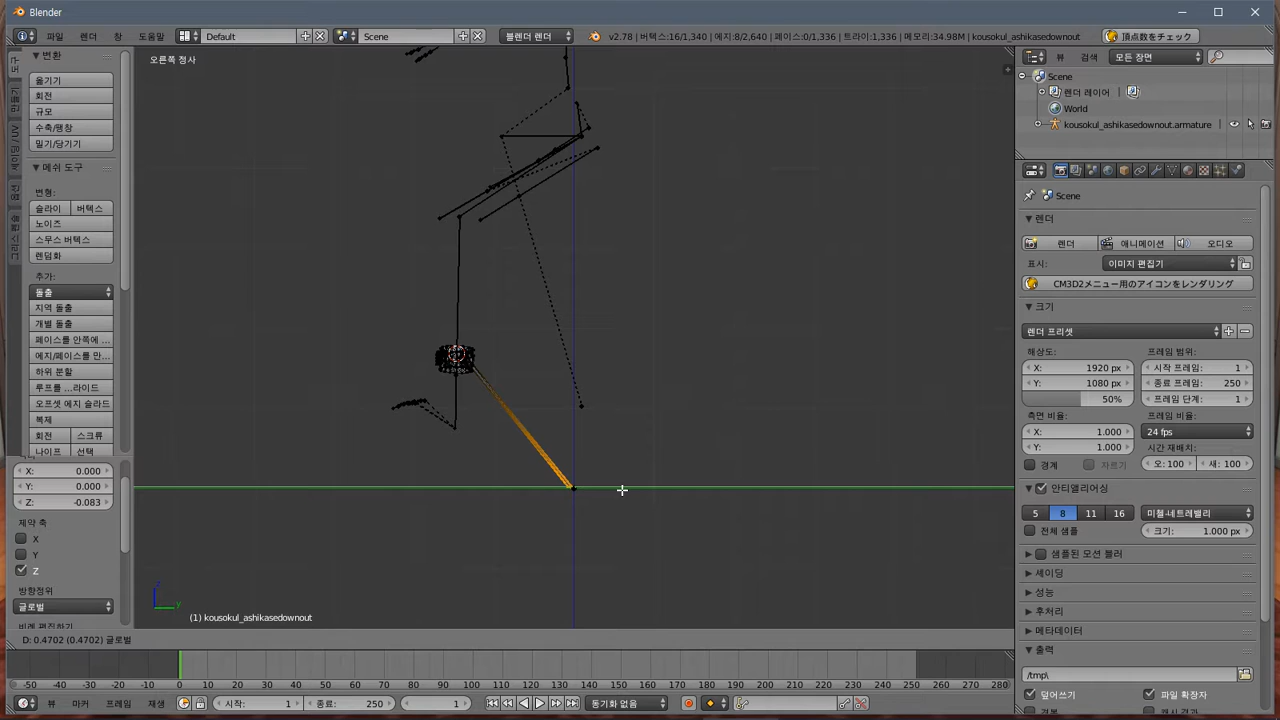 Blender
파일 렌더 창 도움말 Default Scene 블렌더 렌더 v2.78 | 버텍스:16/1,340 | 에지:8/2,640 | 페이스:0/1,336 | 트라이:1,336 | 메모리:34.98M | kousokul_ashikasedownout 頂点数をチェック
변환
옮기기
회전
규모
수축/팽창
밀기/당기기
메쉬 도구
변형:
슬라이 버텍스
노이즈
스무스 버텍스
렌덤화
추가:
돌출
지역 돌출
개별 돌출
페이스를 안쪽에 ...
에지/페이스를 만...
하위 분할
루프를 ...라이드
오프셋 에지 슬라드
복제
회전 스크류
나이프 선택
X: 0.000
Y: 0.000
Z: -0.083
제약 축
X
Y
Z
방향정위
글로벌
비례 편집하기
오른쪽 정사
z
y
(1) kousokul_ashikasedownout
D: 0.4702 (0.4702) 글로벌
뷰 검색 모든 장면
Scene
렌더 레이어
World
kousokul_ashikasedownout.armature
Scene
렌더
렌더 애니메이션 오디오
표시: 이미지 편집기
CM3D2メニュー用のアイコンをレンダリング
크기
렌더 프리셋
해상도: 프레임 범위:
X: 1920 px 시작 프레임: 1
Y: 1080 px 종료 프레임: 250
50% 프레임 단계: 1
측면 비율: 프레임 비율:
X: 1.000 24 fps
Y: 1.000 시간 재배치:
경계 자르기 오: 100 새: 100
안티앨리어싱
5 8 11 16 미첼-네트레밸리
전체 샘플 크기: 1.000 px
샘플된 모션 블러
셰이딩
성능
후처리
메타데이터
출력
/tmp\
덮어쓰기 파일 확장자
-50 -40 -30 -20 -10 0 10 20 30 40 50 60 70 80 90 100 110 120 130 140 150 160 170 180 190 200 210 220 230 240 250 260 270 280
뷰 마커 프레임 재생 시작: 1 종료: 250 1 동기화 없음